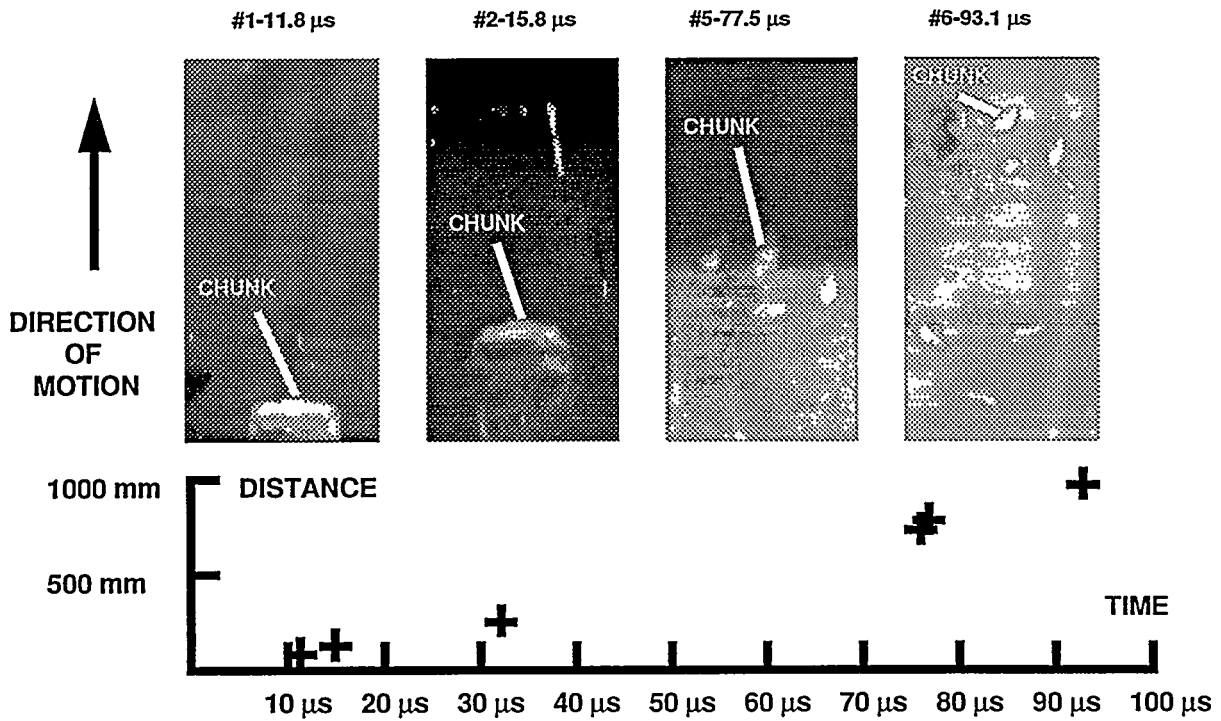 #1-11.8 µs
#2-15.8 µs
#5-77.5 µs
#6-93.1 µs
CHUNK
CHUNK
CHUNK
CHUNK
DIRECTION
OF
MOTION
1000 mm
DISTANCE
500 mm
TIME
10 µs
20 µs
30 µs
40 µs
50 µs
60 µs
70 µs
80 µs
90 µs
100 µs